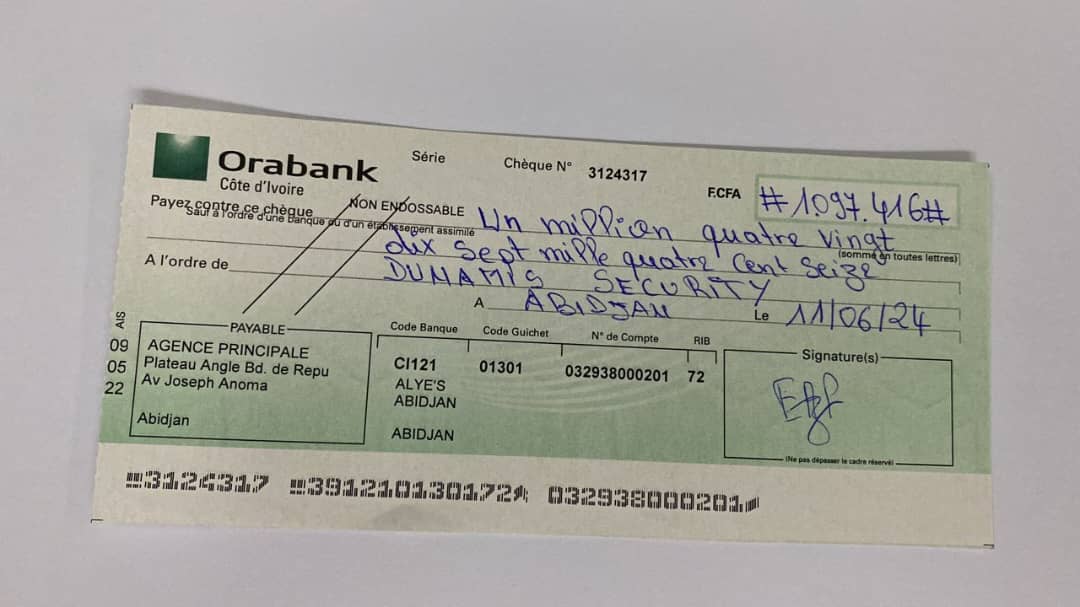 Orabank
Côte d'Ivoire
Série
Chèque N° 3124317
F.CFA #1.097.416#
Payez contre ce chèque
NON ENDOSSABLE
Sauf à l'ordre d'une banque ou d'un établissement assimilé
Un million quatre vingt
dix sept mille quatre cent seize
(somme en toutes lettres)
A l'ordre de DUNAMIS SECURITY
A ABIDJAN Le 11/06/24
AIS
09
05
22
PAYABLE
AGENCE PRINCIPALE
Plateau Angle Bd. de Repu
Av Joseph Anoma
Abidjan
Code Banque Code Guichet N° de Compte RIB
CI121 01301 032938000201 72
ALYE'S
ABIDJAN
ABIDJAN
Signature(s)
(Ne pas dépasser le cadre réservé)
3124317 391210130172 032938000201